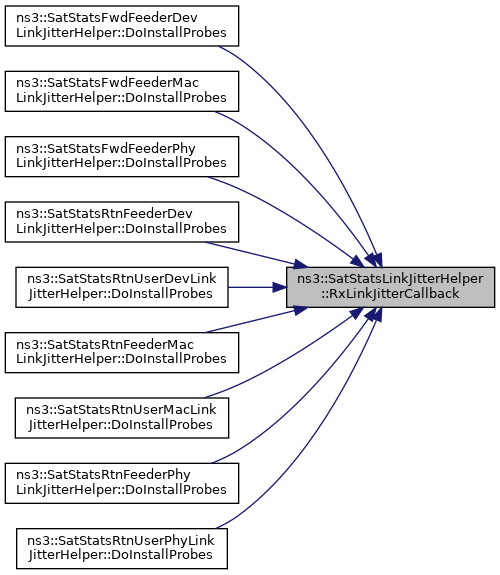 ns3::SatStatsFwdFeederDev
LinkJitterHelper::DoInstallProbes
ns3::SatStatsFwdFeederMac
LinkJitterHelper::DoInstallProbes
ns3::SatStatsFwdFeederPhy
LinkJitterHelper::DoInstallProbes
ns3::SatStatsRtnFeederDev
LinkJitterHelper::DoInstallProbes
ns3::SatStatsRtnUserDevLink
JitterHelper::DoInstallProbes
ns3::SatStatsLinkJitterHelper
::RxLinkJitterCallback
ns3::SatStatsRtnFeederMac
LinkJitterHelper::DoInstallProbes
ns3::SatStatsRtnUserMacLink
JitterHelper::DoInstallProbes
ns3::SatStatsRtnFeederPhy
LinkJitterHelper::DoInstallProbes
ns3::SatStatsRtnUserPhyLink
JitterHelper::DoInstallProbes